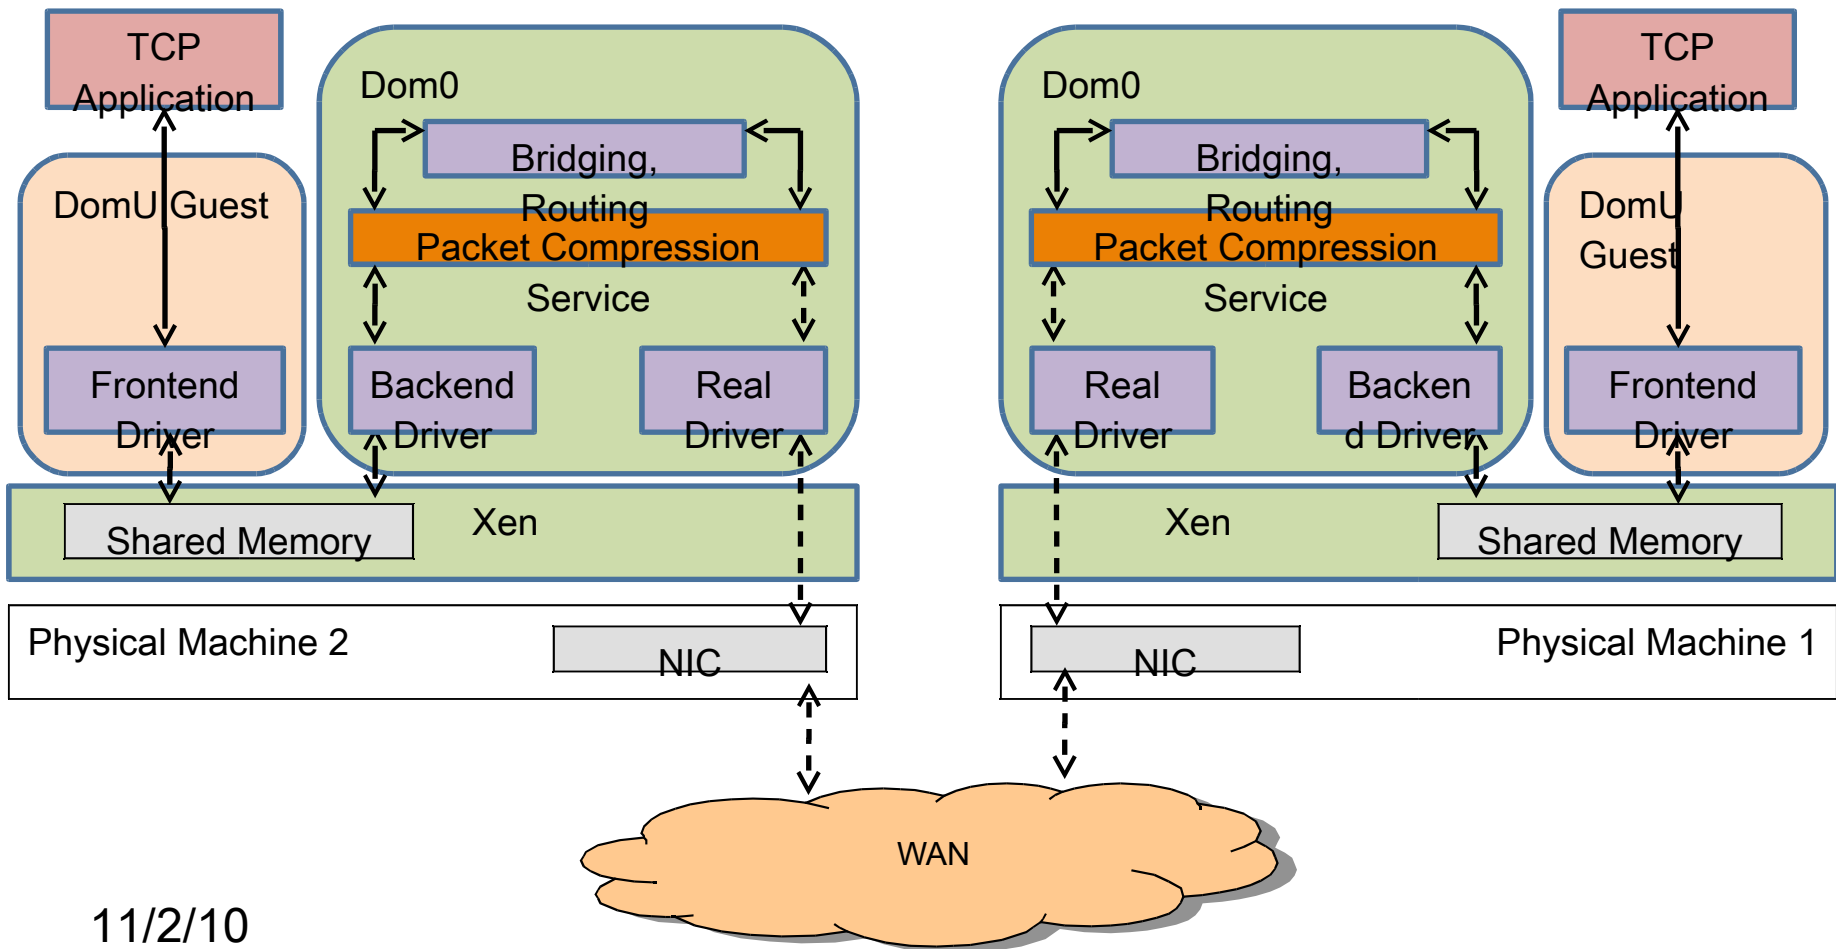 TCP
Application
Dom0
Bridging,
Routing
Packet Compression
Service
DomU Guest
Frontend
Driver
Backend
Driver
Real
Driver
Xen
Shared Memory
Physical Machine 2
NIC
Dom0
Bridging,
Routing
Packet Compression
Service
TCP
Application
DomU
Guest
Real
Driver
Backen
d Driver
Frontend
Driver
Xen
Shared Memory
NIC
Physical Machine 1
WAN
11/2/10